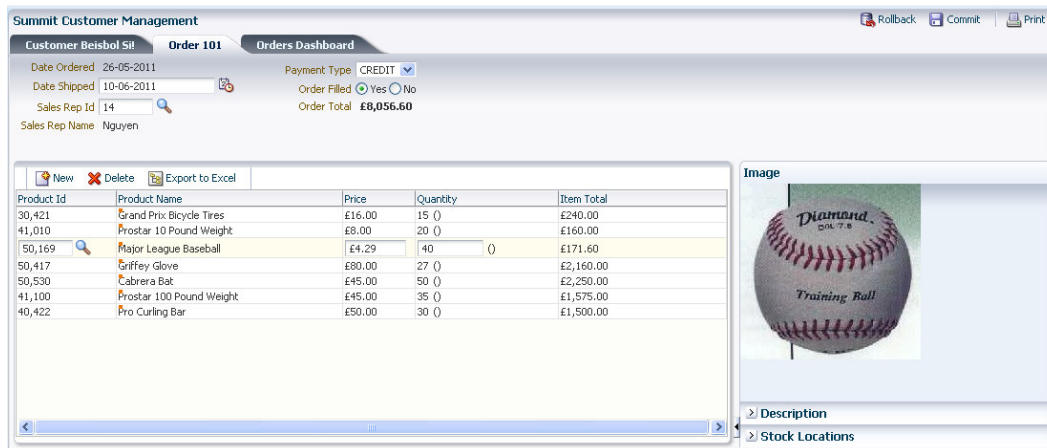 Summit Customer Management
Rollback Commit Print
Customer Beisbol Si! Order 101 Orders Dashboard
Date Ordered 26-05-2011
Date Shipped 10-06-2011
Sales Rep Id 14
Sales Rep Name Nguyen
Payment Type CREDIT
Order Filled Yes No
Order Total £8,056.60
New Delete Export to Excel
Product Id Product Name Price Quantity Item Total
30,421 Grand Prix Bicycle Tires £16.00 15 () £240.00
41,010 Prostar 10 Pound Weight £8.00 20 () £160.00
50,169 Major League Baseball £4.29 40 () £171.60
50,417 Griffey Glove £80.00 27 () £2,160.00
50,530 Cabrera Bat £45.00 50 () £2,250.00
41,100 Prostar 100 Pound Weight £45.00 35 () £1,575.00
40,422 Pro Curling Bar £50.00 30 () £1,500.00
Image
Diamond
DOL 7.8
Training Ball
Description
Stock Locations